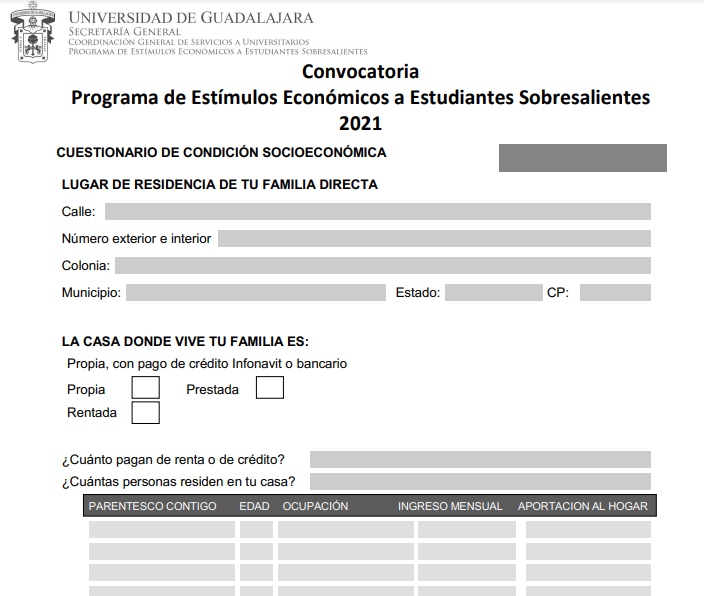 UNIVERSIDAD DE GUADALAJARA
SECRETARÍA GENERAL
COORDINACIÓN GENERAL DE SERVICIOS A UNIVERSITARIOS
PROGRAMA DE ESTÍMULOS ECONÓMICOS A ESTUDIANTES SOBRESALIENTES
Convocatoria
Programa de Estímulos Económicos a Estudiantes Sobresalientes
2021
CUESTIONARIO DE CONDICIÓN SOCIOECONÓMICA
LUGAR DE RESIDENCIA DE TU FAMILIA DIRECTA
Calle:
Número exterior e interior
Colonia:
Municipio: Estado: CP:
LA CASA DONDE VIVE TU FAMILIA ES:
Propia, con pago de crédito Infonavit o bancario
Propia Prestada
Rentada
¿Cuánto pagan de renta o de crédito?
¿Cuántas personas residen en tu casa?
PARENTESCO CONTIGO EDAD OCUPACIÓN INGRESO MENSUAL APORTACION AL HOGAR